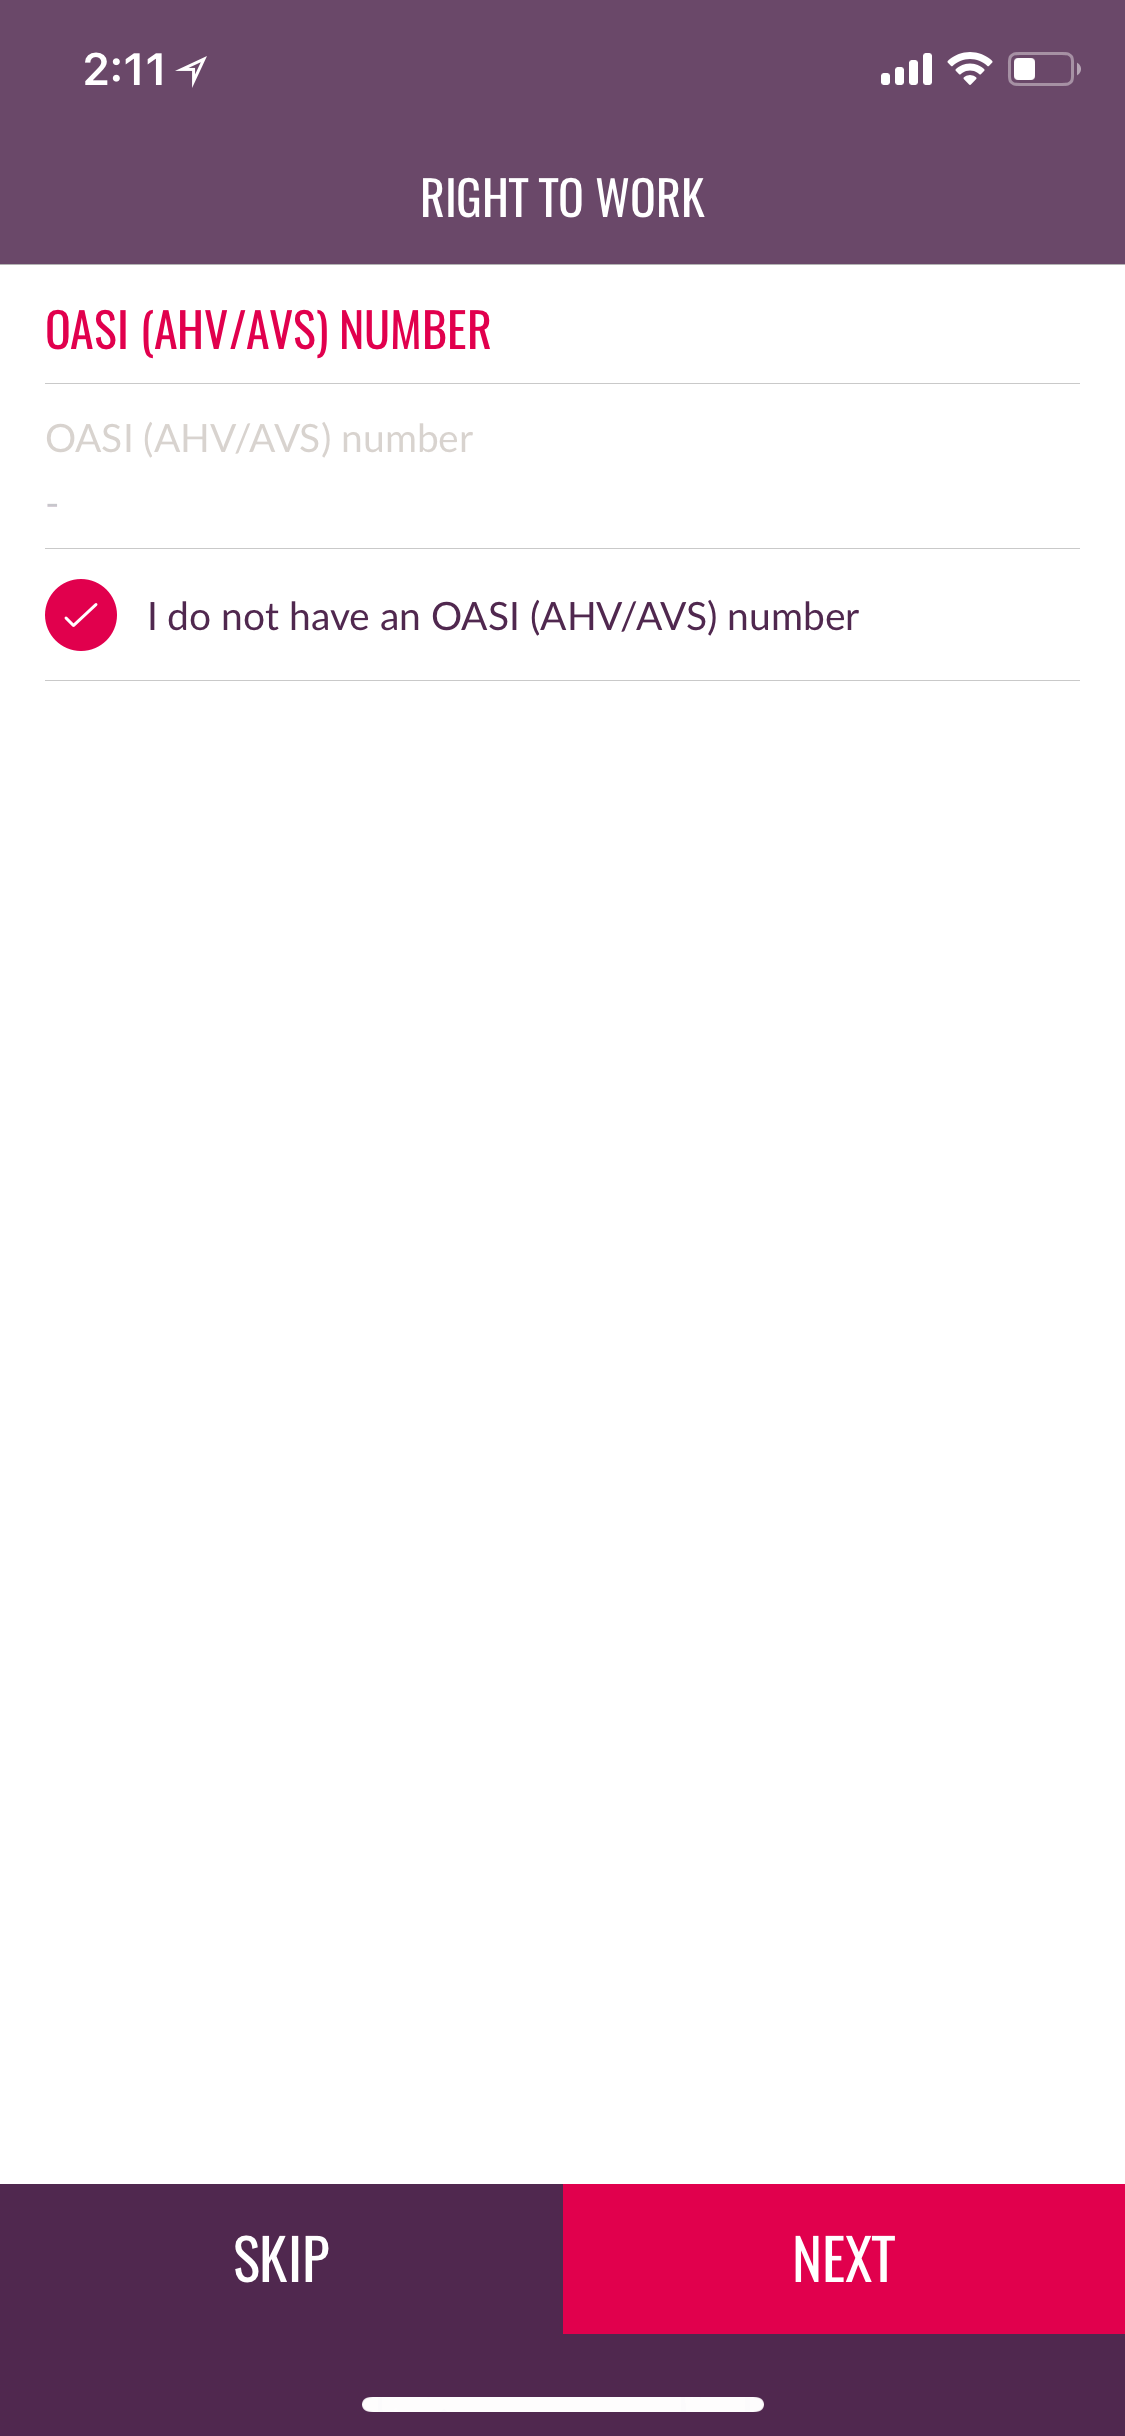 2:11
RIGHT TO WORK
OASI (AHV/AVS) NUMBER
OASI (AHV/AVS) number
-
I do not have an OASI (AHV/AVS) number
SKIP
NEXT